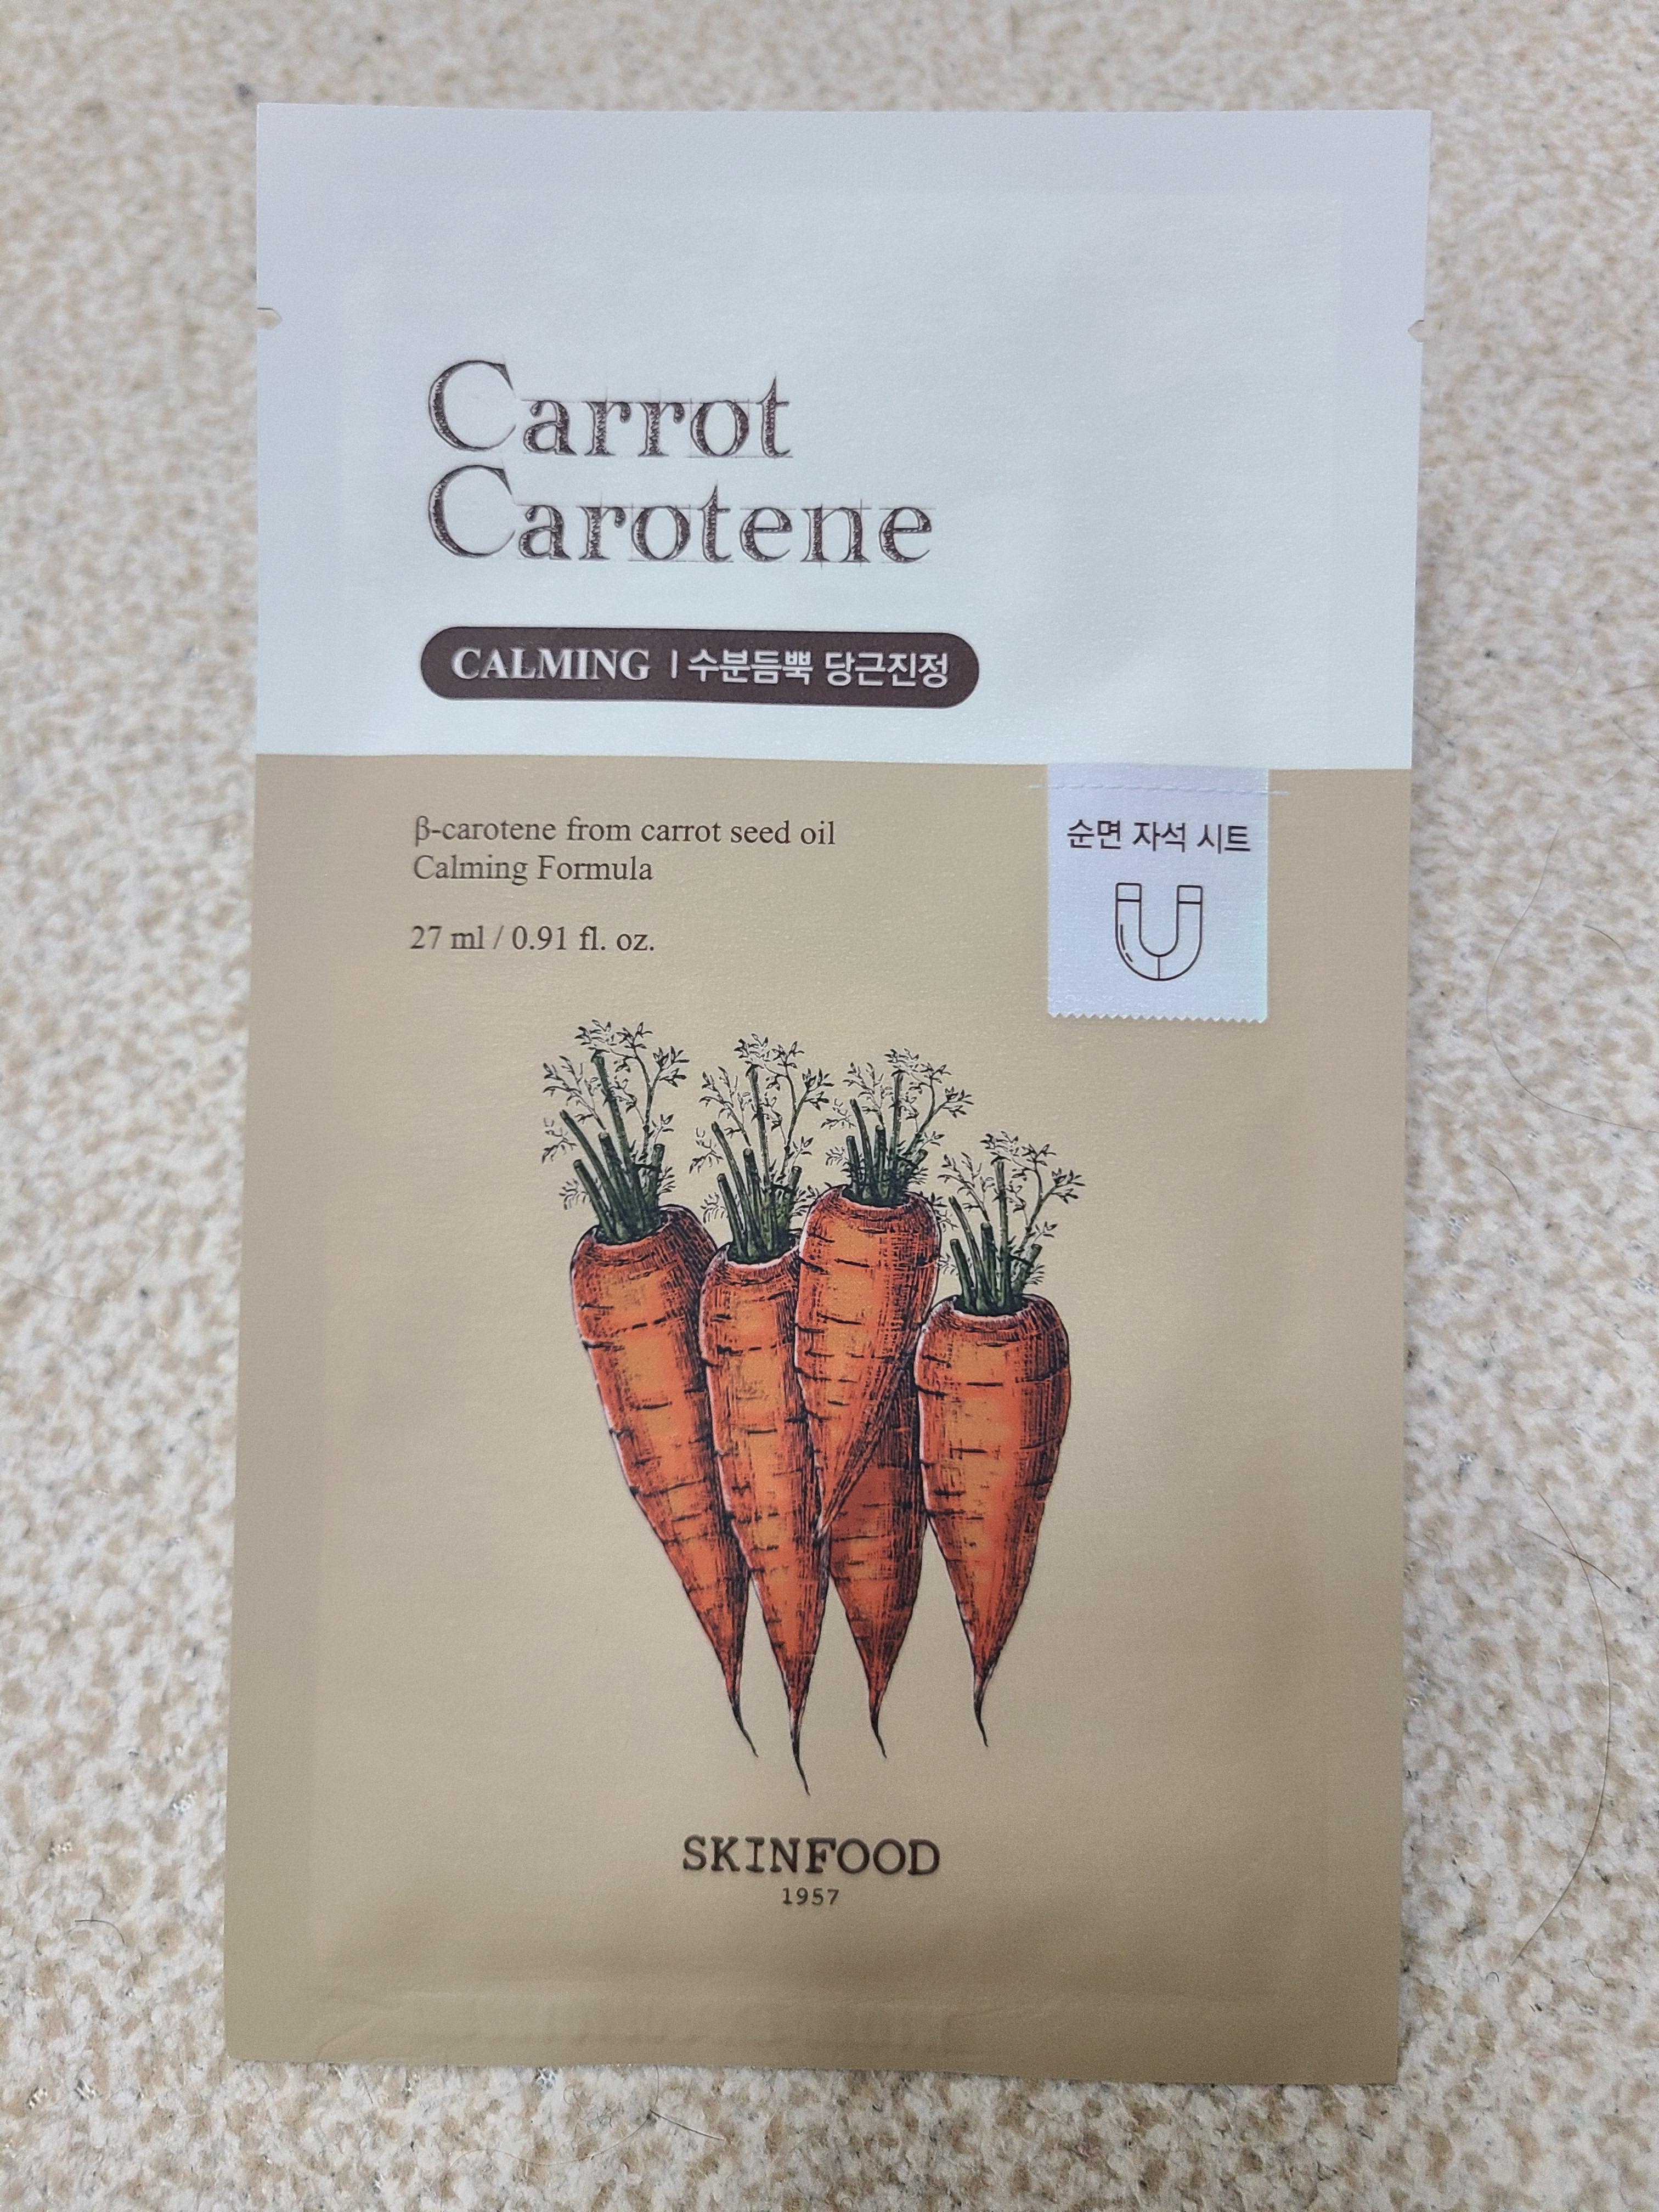 Carrot
Carotene
CALMING | 수분듬뿍 당근진정
β-carotene from carrot seed oil
Calming Formula
27 ml / 0.91 fl. oz.
순면 자석 시트
SKINFOOD
1957